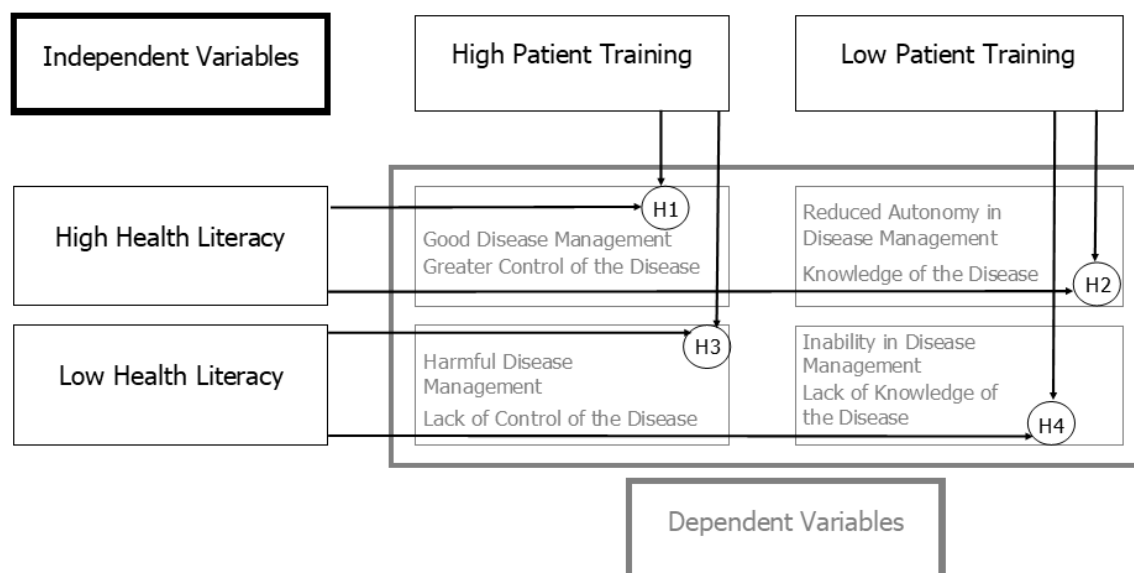 Independent Variables
High Patient Training
Low Patient Training
High Health Literacy
H1
Good Disease Management
Greater Control of the Disease
Reduced Autonomy in
Disease Management
Knowledge of the Disease
H2
Low Health Literacy
H3
Harmful Disease
Management
Lack of Control of the Disease
Inability in Disease
Management
Lack of Knowledge of
the Disease
H4
Dependent Variables